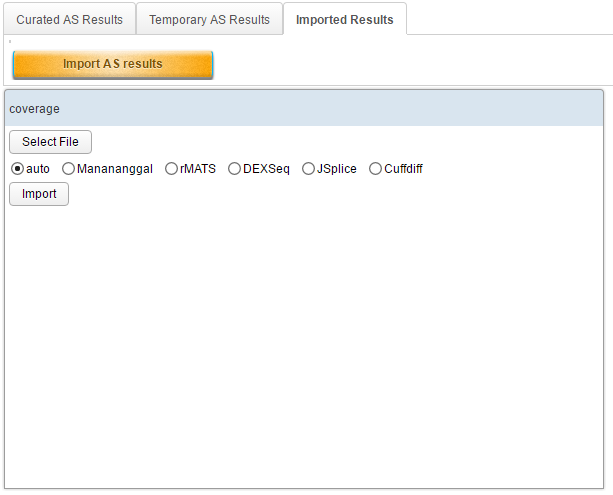 Curated AS Results Temporary AS Results Imported Results
Import AS results
coverage
Select File
auto Manananggal rMATS DEXSeq JSplice Cuffdiff
Import